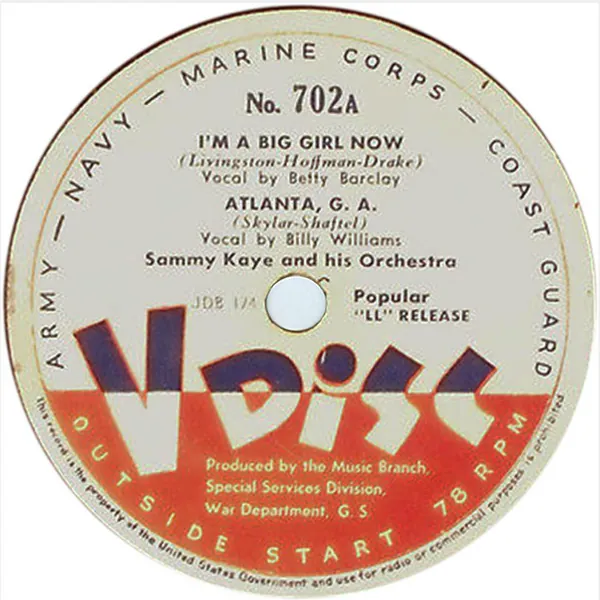 ARMY — NAVY — MARINE CORPS — COAST GUARD
No. 702A
I'M A BIG GIRL NOW
(Livingston-Hoffman-Drake)
Vocal by Betty Barclay
ATLANTA, G. A.
(Skylar-Shaftel)
Vocal by Billy Williams
Sammy Kaye and his Orchestra
JDB 174
Popular
"LL" RELEASE
V DISC
Produced by the Music Branch,
Special Services Division,
War Department, G. S
OUTSIDE START 78 RPM
This record is the property of the United States Government and use for radio or commercial purposes is prohibited